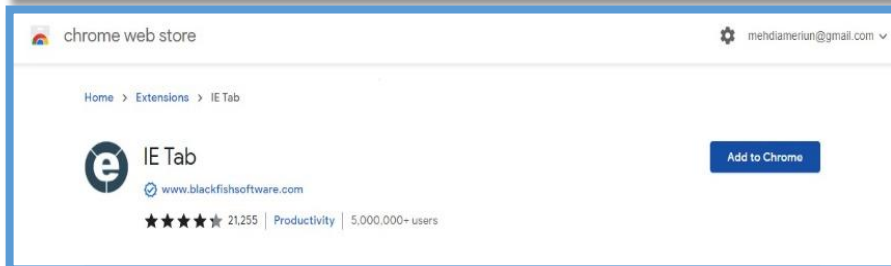 chrome web store
mehdiameriun@gmail.com
Home > Extensions > IE Tab
IE Tab
Add to Chrome
www.blackfishsoftware.com
21,255 | Productivity | 5,000,000+ users